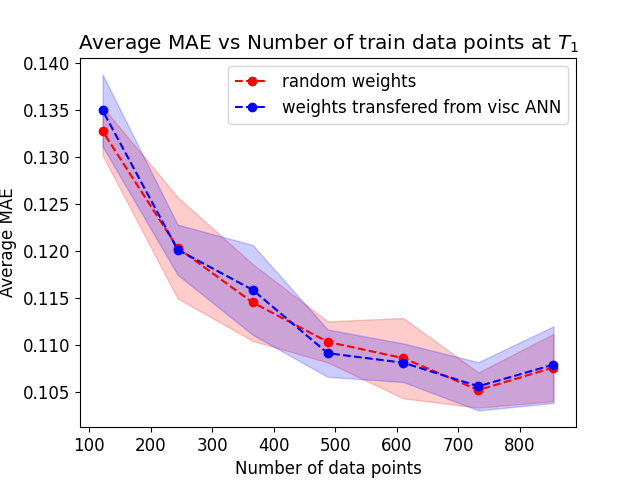 Average MAE vs Number of train data points at T₁
random weights
weights transfered from visc ANN
0.140
0.135
0.130
0.125
0.120
0.115
0.110
0.105
Average MAE
100 200 300 400 500 600 700 800
Number of data points